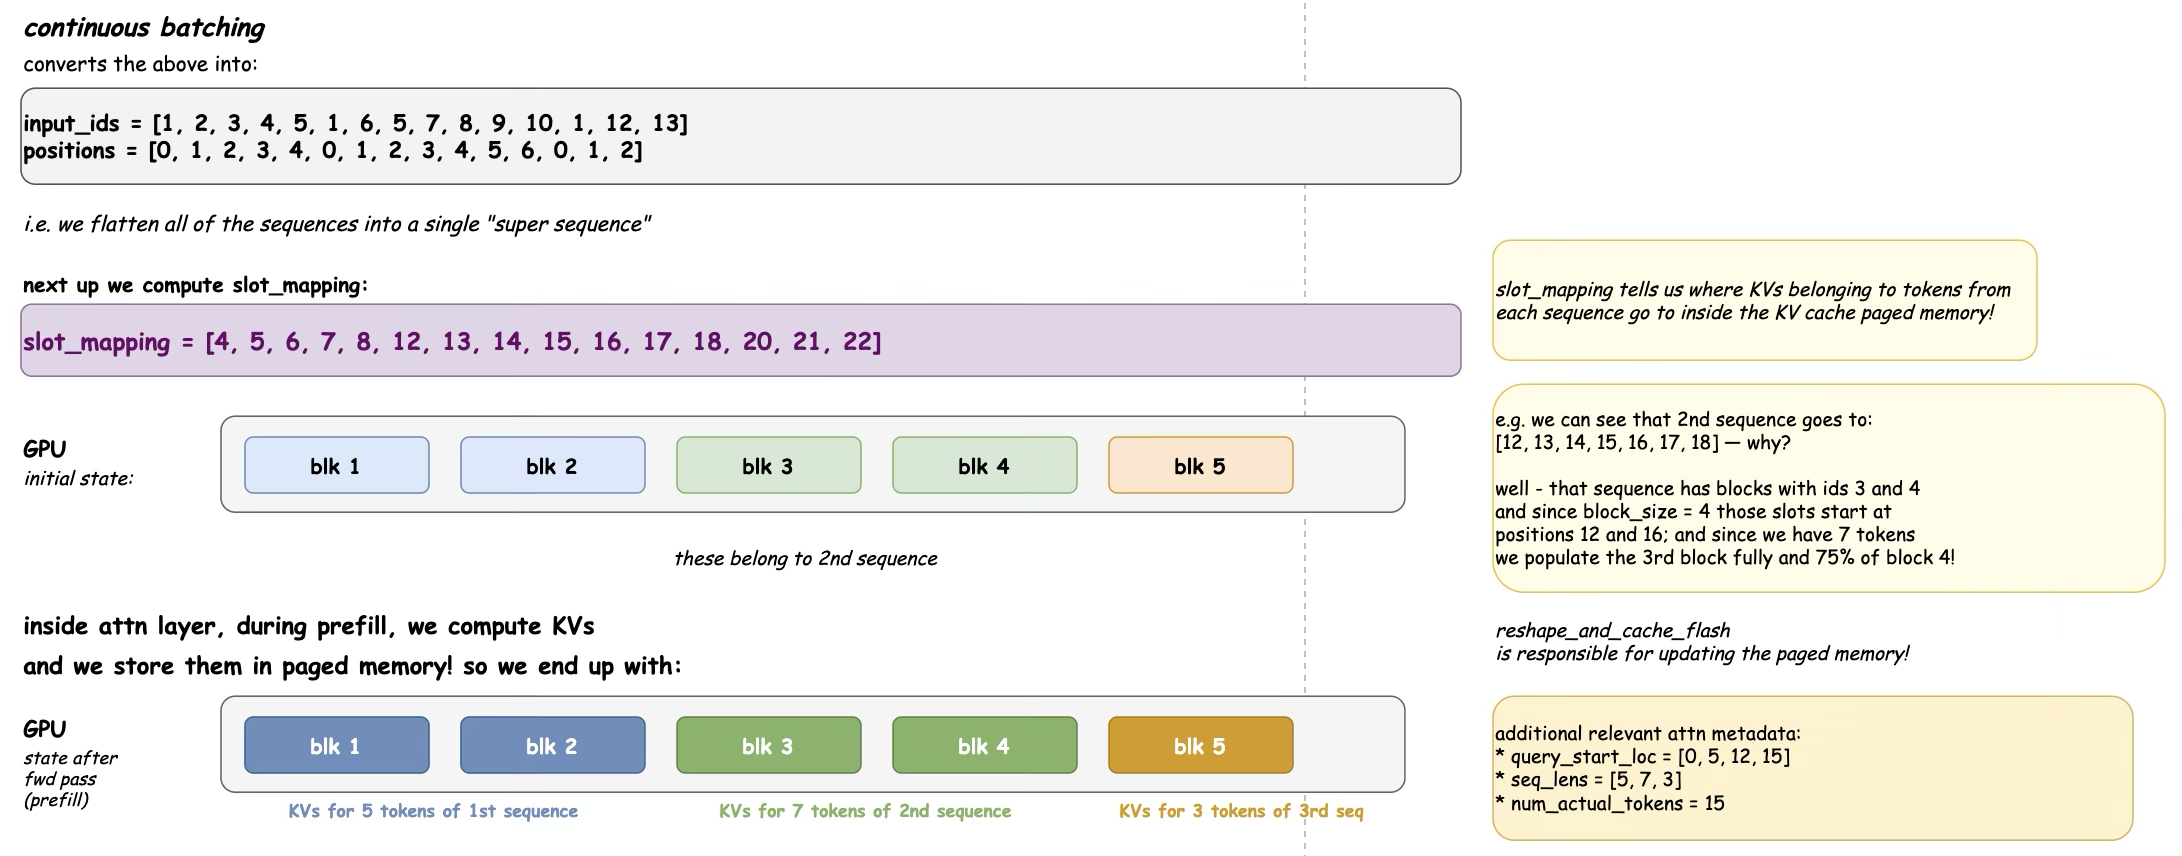 continuous batching
converts the above into:
input_ids = [1, 2, 3, 4, 5, 1, 6, 5, 7, 8, 9, 10, 1, 12, 13]
positions = [0, 1, 2, 3, 4, 0, 1, 2, 3, 4, 5, 6, 0, 1, 2]
i.e. we flatten all of the sequences into a single "super sequence"
next up we compute slot_mapping:
slot_mapping = [4, 5, 6, 7, 8, 12, 13, 14, 15, 16, 17, 18, 20, 21, 22]
slot_mapping tells us where KVs belonging to tokens from
each sequence go to inside the KV cache paged memory!
GPU
initial state:
blk 1
blk 2
blk 3
blk 4
blk 5
these belong to 2nd sequence
e.g. we can see that 2nd sequence goes to:
[12, 13, 14, 15, 16, 17, 18] — why?
well - that sequence has blocks with ids 3 and 4
and since block_size = 4 those slots start at
positions 12 and 16; and since we have 7 tokens
we populate the 3rd block fully and 75% of block 4!
inside attn layer, during prefill, we compute KVs
and we store them in paged memory! so we end up with:
reshape_and_cache_flash
is responsible for updating the paged memory!
GPU
state after
fwd pass
(prefill)
blk 1
blk 2
blk 3
blk 4
blk 5
KVs for 5 tokens of 1st sequence
KVs for 7 tokens of 2nd sequence
KVs for 3 tokens of 3rd seq
additional relevant attn metadata:
* query_start_loc = [0, 5, 12, 15]
* seq_lens = [5, 7, 3]
* num_actual_tokens = 15